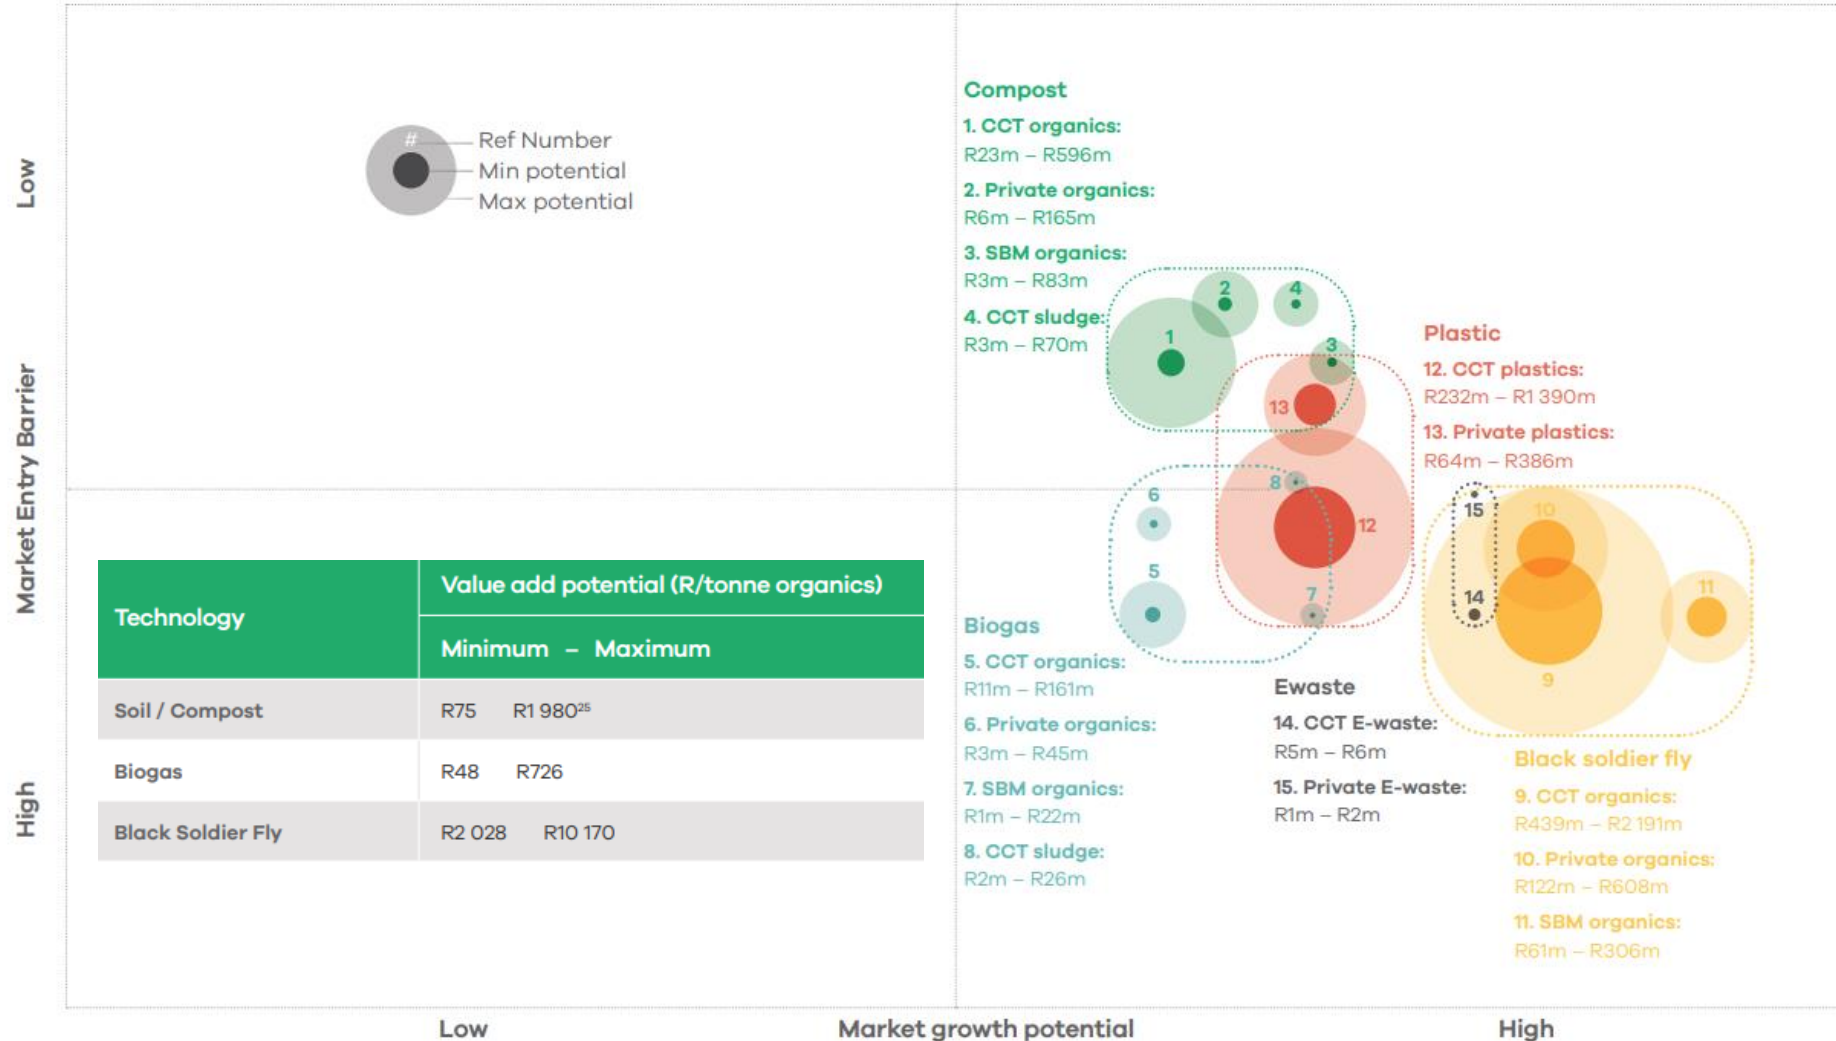 Low
Market Entry Barrier
High
#
Ref Number
Min potential
Max potential
Technology
Value add potential (R/tonne organics)
Minimum – Maximum
Soil / Compost R75 R1 980²⁵
Biogas R48 R726
Black Soldier Fly R2 028 R10 170
Compost
1. CCT organics:
R23m – R596m
2. Private organics:
R6m – R165m
3. SBM organics:
R3m – R83m
4. CCT sludge:
R3m – R70m
1
2
4
3
Plastic
12. CCT plastics:
R232m – R1 390m
13. Private plastics:
R64m – R386m
13
12
8
6
5
7
15
14
10
11
9
Biogas
5. CCT organics:
R11m – R161m
6. Private organics:
R3m – R45m
7. SBM organics:
R1m – R22m
8. CCT sludge:
R2m – R26m
Ewaste
14. CCT E-waste:
R5m – R6m
15. Private E-waste:
R1m – R2m
Black soldier fly
9. CCT organics:
R439m – R2 191m
10. Private organics:
R122m – R608m
11. SBM organics:
R61m – R306m
Low
Market growth potential
High